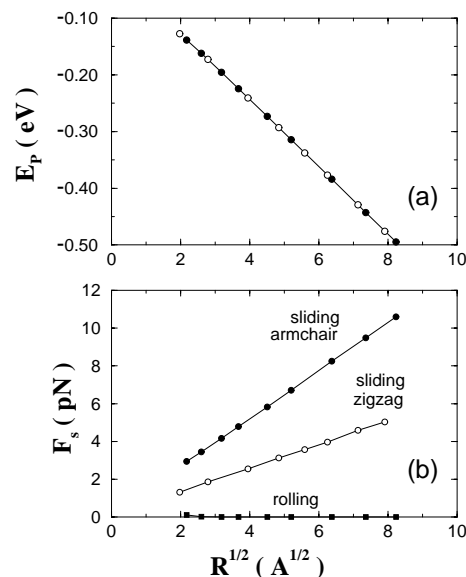 -0.10
-0.20
-0.30
-0.40
-0.50
E_P ( eV )
(a)
0 2 4 6 8 10
12
10
8
6
4
2
0
F_s ( pN )
sliding
armchair
sliding
zigzag
rolling
(b)
0 2 4 6 8 10
R^{1/2} ( A^{1/2} )